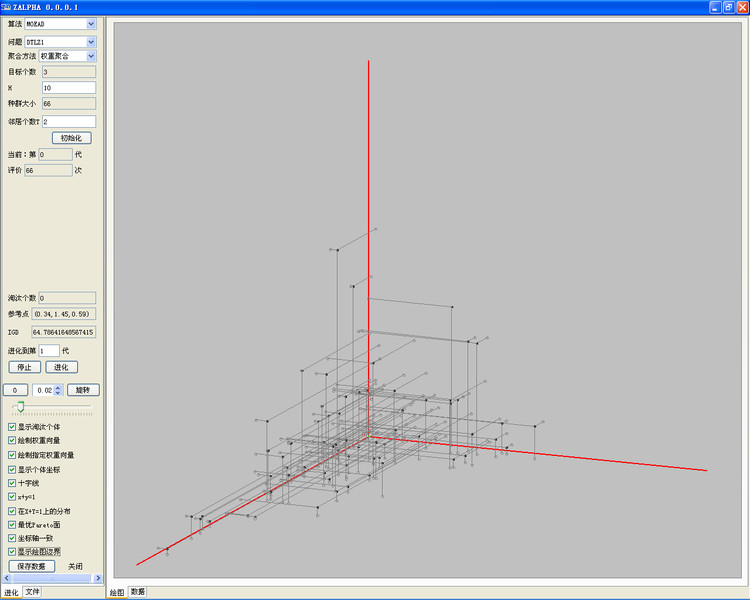 ZALPHA 0.0.0.1
算法 MOEAD
问题 DTLZ1
聚合方法 权重聚合
目标个数 3
H 10
种群大小 66
邻居个数T 2
初始化
当前：第 0 代
评价 66 次
淘汰个数 0
参考点 (0.34,1.45,0.59)
IGD 64.78641640567415
进化到第 1 代
停止 进化
0 0.02 旋转
显示淘汰个体
绘制权重向量
绘制指定权重向量
显示个体坐标
十字线
x+y=1
在X+Y=1上的分布
最优Pareto面
坐标轴一致
显示绘图边界
保存数据 关闭
进化 文件 绘图 数据